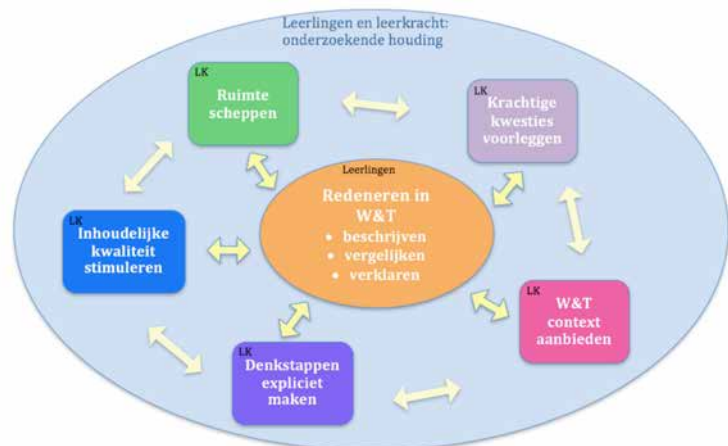 Leerlingen en leerkracht:
onderzoekende houding
LK
Ruimte
scheppen
LK
Krachtige
kwesties
voorleggen
Leerlingen
Redeneren in
W&T
• beschrijven
• vergelijken
• verklaren
LK
Inhoudelijke
kwaliteit
stimuleren
LK
W&T
context
aanbieden
LK
Denkstappen
expliciet
maken